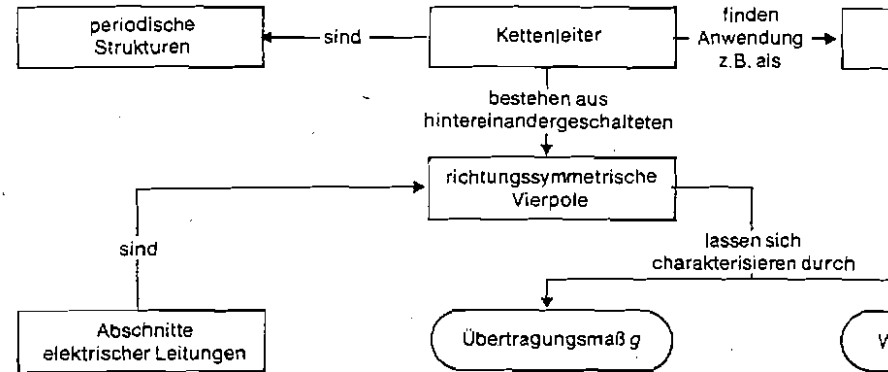 periodische
Strukturen
sind
Kettenleiter
finden
Anwendung
z.B. als
bestehen aus
hintereinandergeschalteten
richtungssymmetrische
Vierpole
sind
lassen sich
charakterisieren durch
Abschnitte
elektrischer Leitungen
Übertragungsmaß g